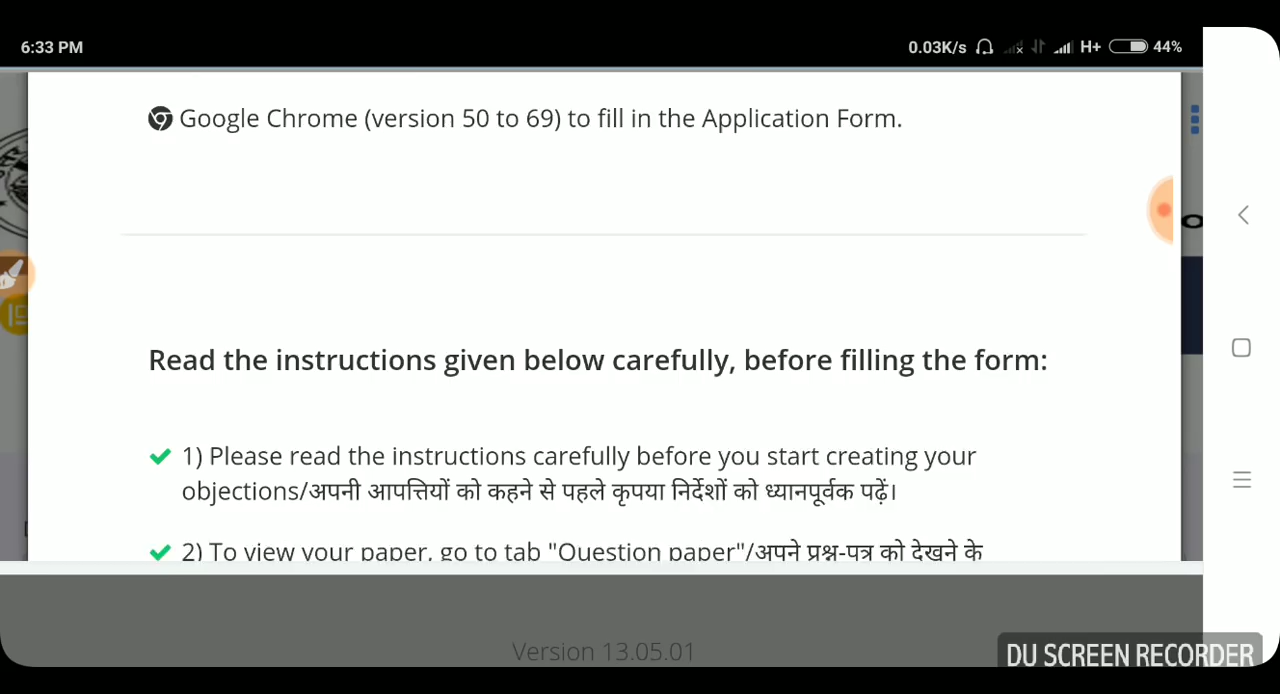 6:33 PM
0.03K/s H+ 44%
Google Chrome (version 50 to 69) to fill in the Application Form.
Read the instructions given below carefully, before filling the form:
1) Please read the instructions carefully before you start creating your
objections/अपनी आपत्तियों को कहने से पहले कृपया निर्देशों को ध्यानपूर्वक पढ़ें।
2) To view your paper, go to tab "Question paper"/अपने प्रश्न-पत्र को देखने के
Version 13.05.01
DU SCREEN RECORDER